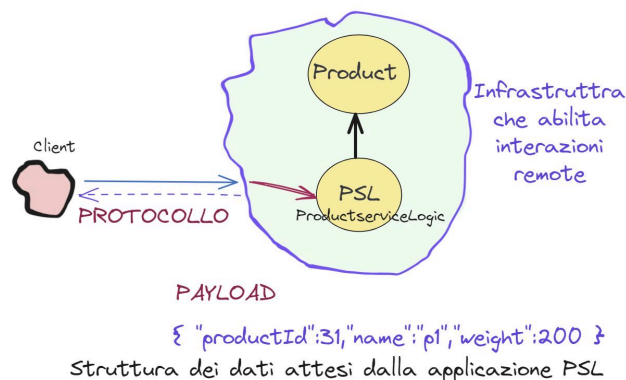 Product
Infrastruttra
che abilita
interazioni
remote
Client
PSL
ProductserviceLogic
PROTOCOLLO
PAYLOAD
{ "productId":31,"name":"p1","weight":200 }
Struttura dei dati attesi dalla applicazione PSL